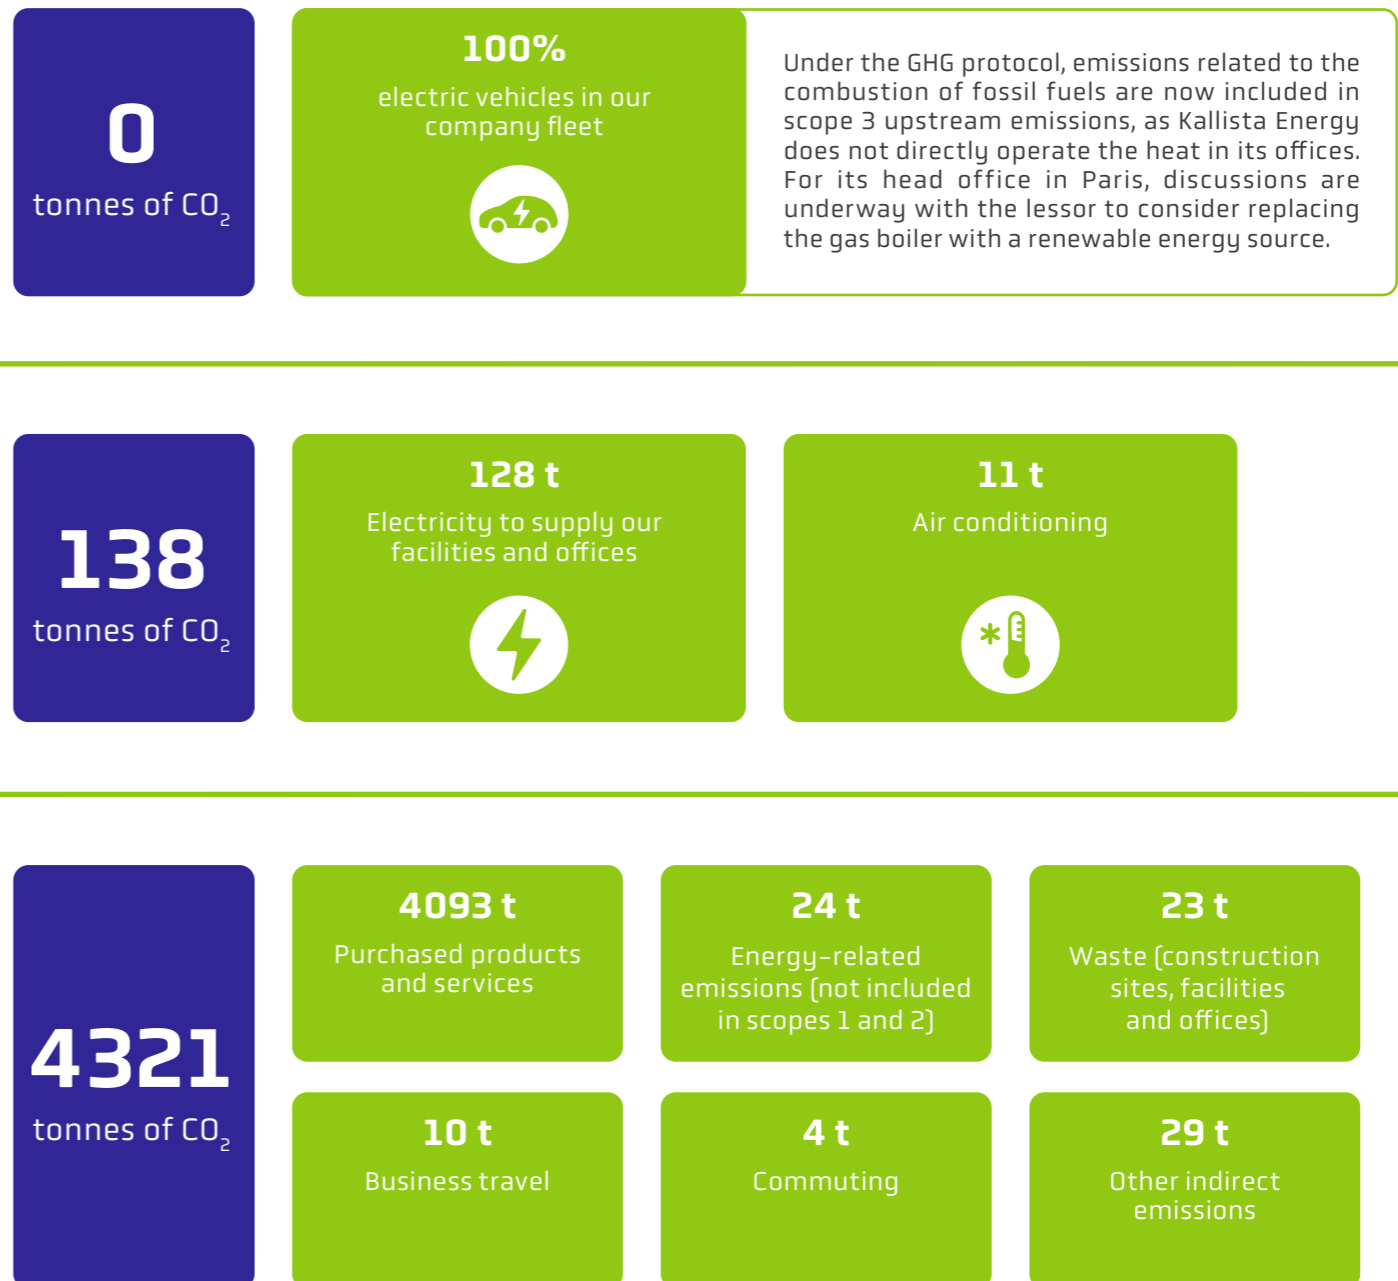 0
tonnes of CO₂
100%
electric vehicles in our
company fleet
Under the GHG protocol, emissions related to the
combustion of fossil fuels are now included in
scope 3 upstream emissions, as Kallista Energy
does not directly operate the heat in its offices.
For its head office in Paris, discussions are
underway with the lessor to consider replacing
the gas boiler with a renewable energy source.
138
tonnes of CO₂
128 t
Electricity to supply our
facilities and offices
11 t
Air conditioning
4321
tonnes of CO₂
4093 t
Purchased products
and services
24 t
Energy-related
emissions (not included
in scopes 1 and 2)
23 t
Waste (construction
sites, facilities
and offices)
10 t
Business travel
4 t
Commuting
29 t
Other indirect
emissions